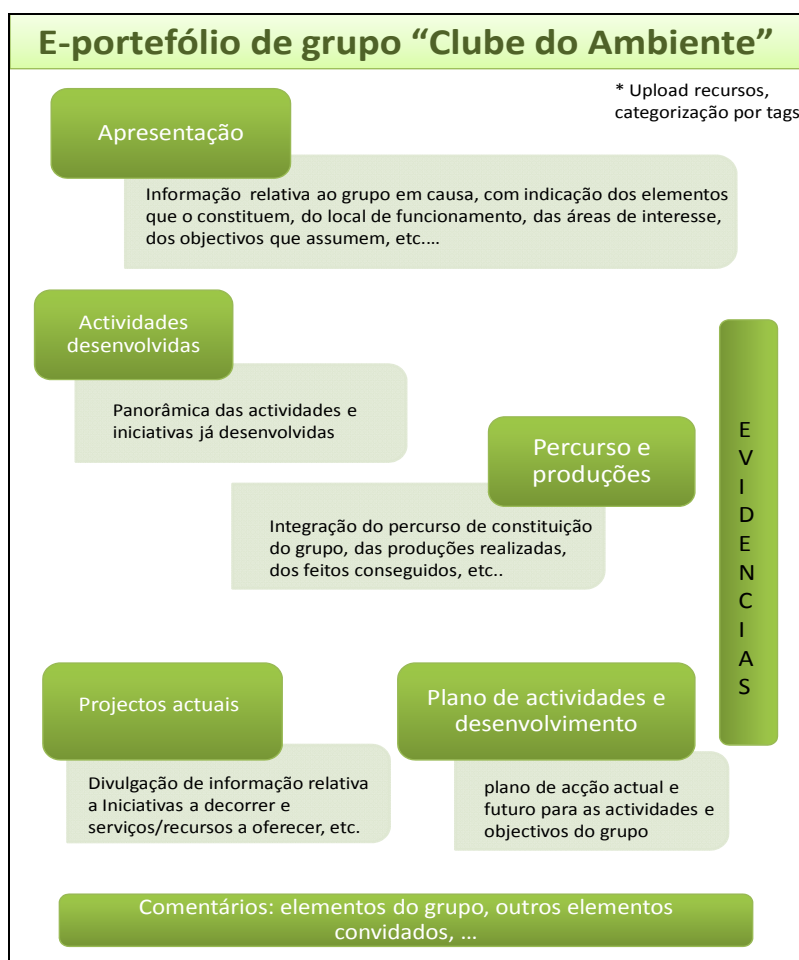 E-portefólio de grupo “Clube do Ambiente”
* Upload recursos,
categorização por tags
Apresentação
Informação relativa ao grupo em causa, com indicação dos elementos
que o constituem, do local de funcionamento, das áreas de interesse,
dos objectivos que assumem, etc....
Actividades
desenvolvidas
Panorâmica das actividades e
iniciativas já desenvolvidas
Percurso e
produções
Integração do percurso de constituição
do grupo, das produções realizadas,
dos feitos conseguidos, etc..
E
V
I
D
E
N
C
I
A
S
Projectos actuais
Divulgação de informação relativa
a Iniciativas a decorrer e
serviços/recursos a oferecer, etc.
Plano de actividades e
desenvolvimento
plano de acção actual e
futuro para as actividades e
objectivos do grupo
Comentários: elementos do grupo, outros elementos
convidados, ...